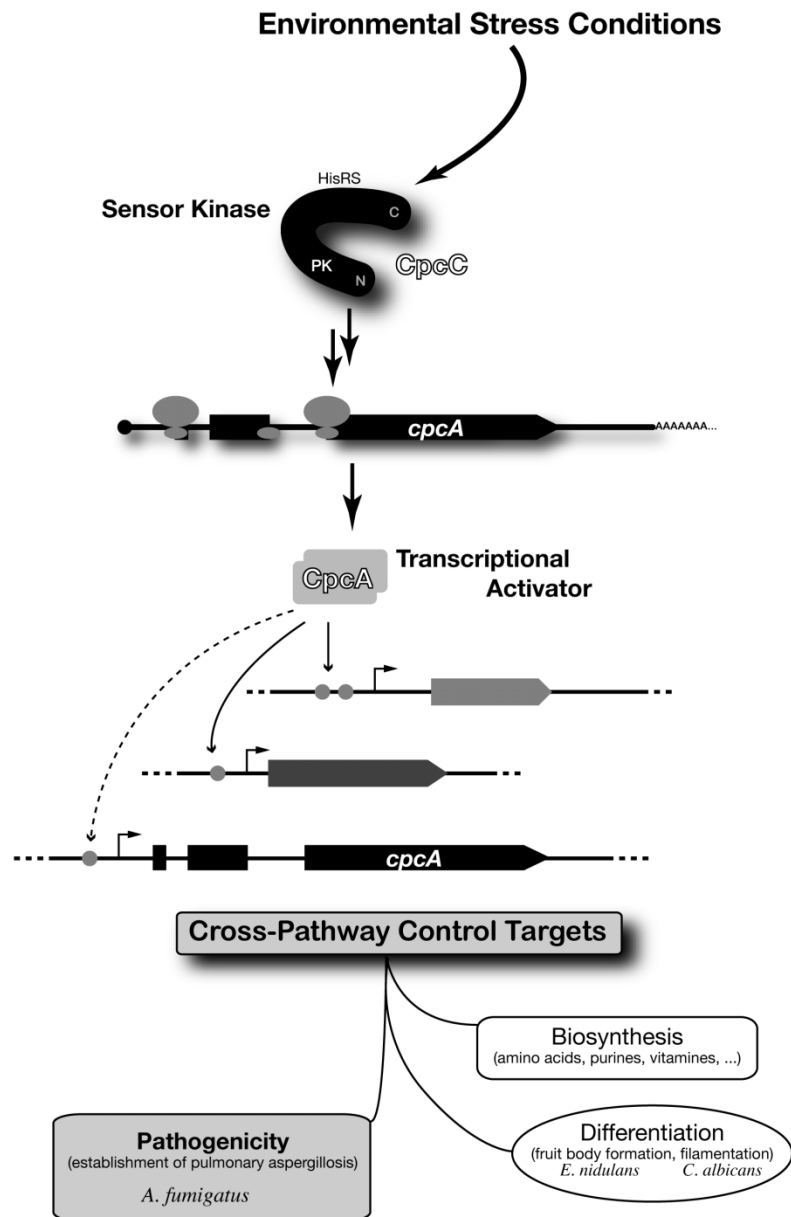 Environmental Stress Conditions
HisRS
Sensor Kinase
C
PK
N
CpcC
cpcA
AAAAAAA...
CpcA
Transcriptional
Activator
cpcA
Cross-Pathway Control Targets
Biosynthesis
(amino acids, purines, vitamines, ...)
Pathogenicity
(establishment of pulmonary aspergillosis)
A. fumigatus
Differentiation
(fruit body formation, filamentation)
E. nidulans C. albicans